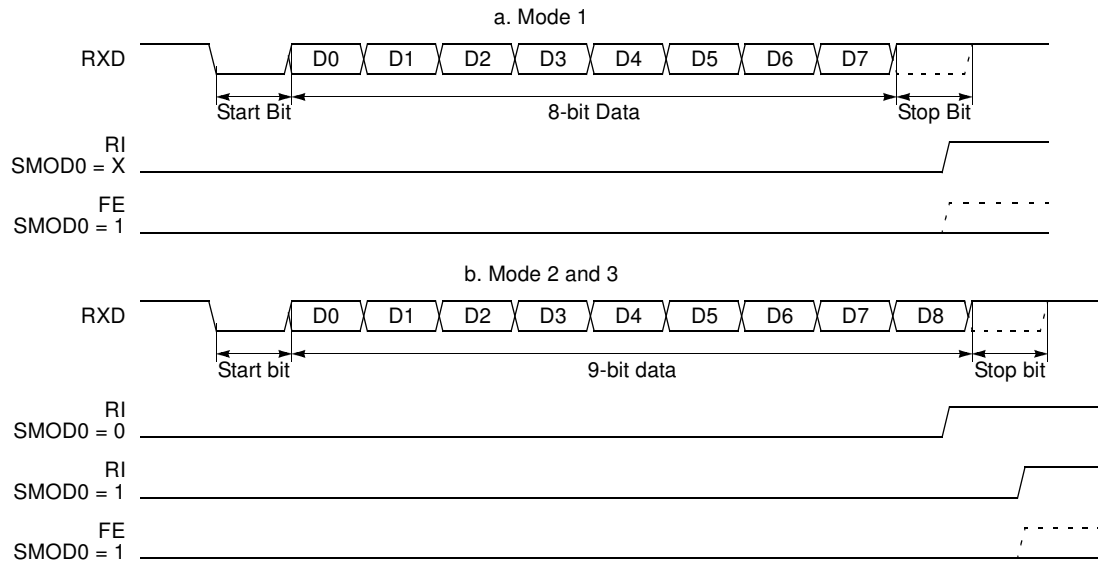 a. Mode 1
RXD D0 D1 D2 D3 D4 D5 D6 D7
Start Bit 8-bit Data Stop Bit
RI
SMOD0 = X
FE
SMOD0 = 1
b. Mode 2 and 3
RXD D0 D1 D2 D3 D4 D5 D6 D7 D8
Start bit 9-bit data Stop bit
RI
SMOD0 = 0
RI
SMOD0 = 1
FE
SMOD0 = 1